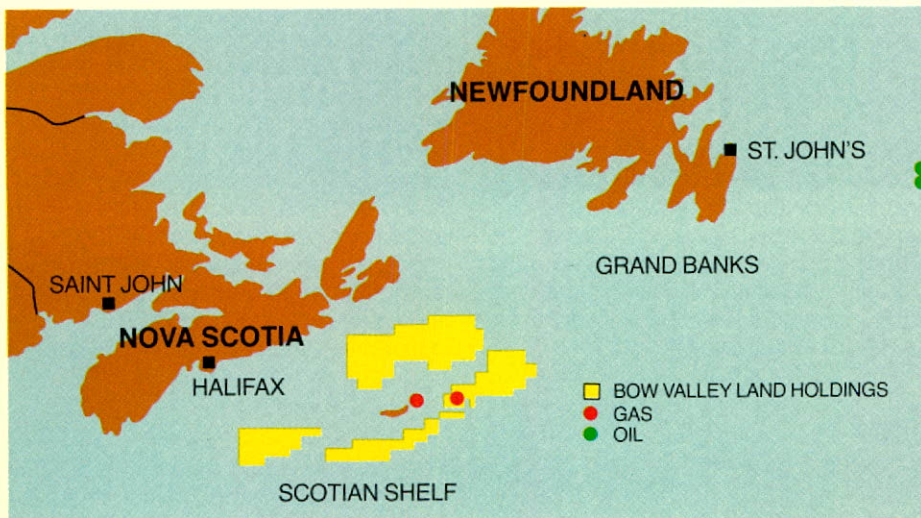 NEWFOUNDLAND
ST. JOHN'S
GRAND BANKS
SAINT JOHN
NOVA SCOTIA
HALIFAX
BOW VALLEY LAND HOLDINGS
GAS
OIL
SCOTIAN SHELF